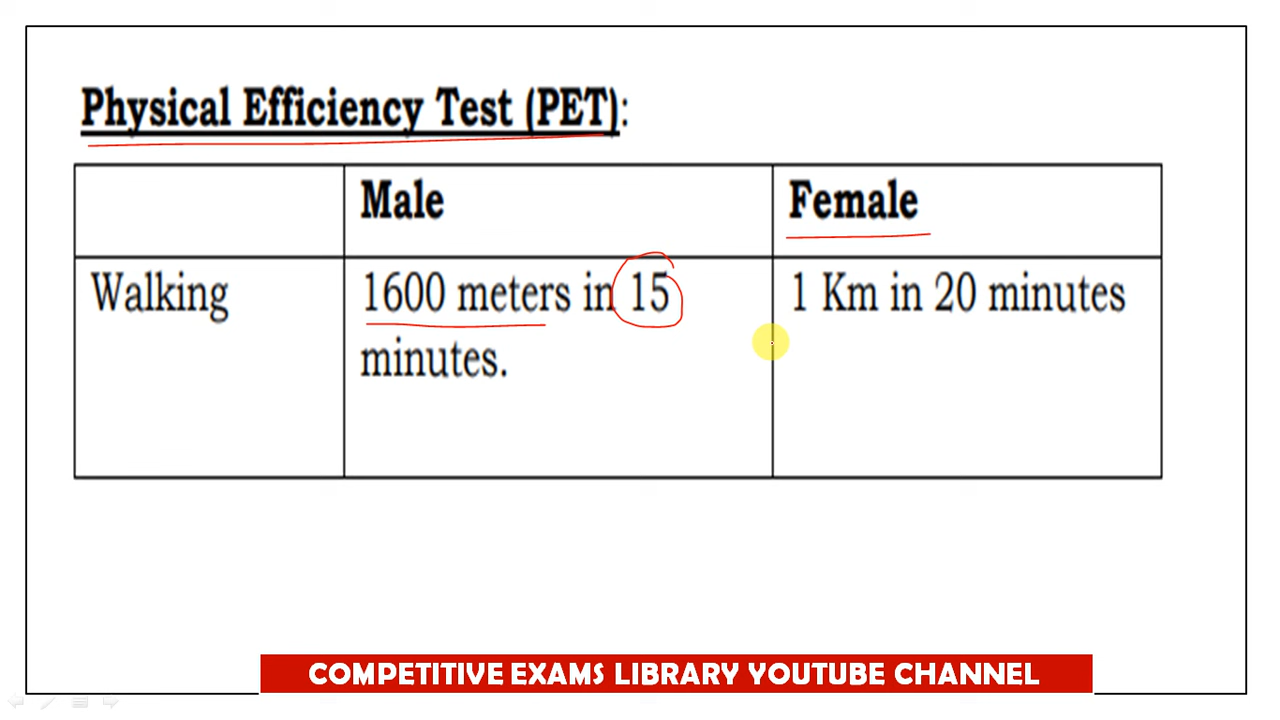 Physical Efficiency Test (PET):
Male
Female
Walking
1600 meters in 15
minutes.
1 Km in 20 minutes
COMPETITIVE EXAMS LIBRARY YOUTUBE CHANNEL